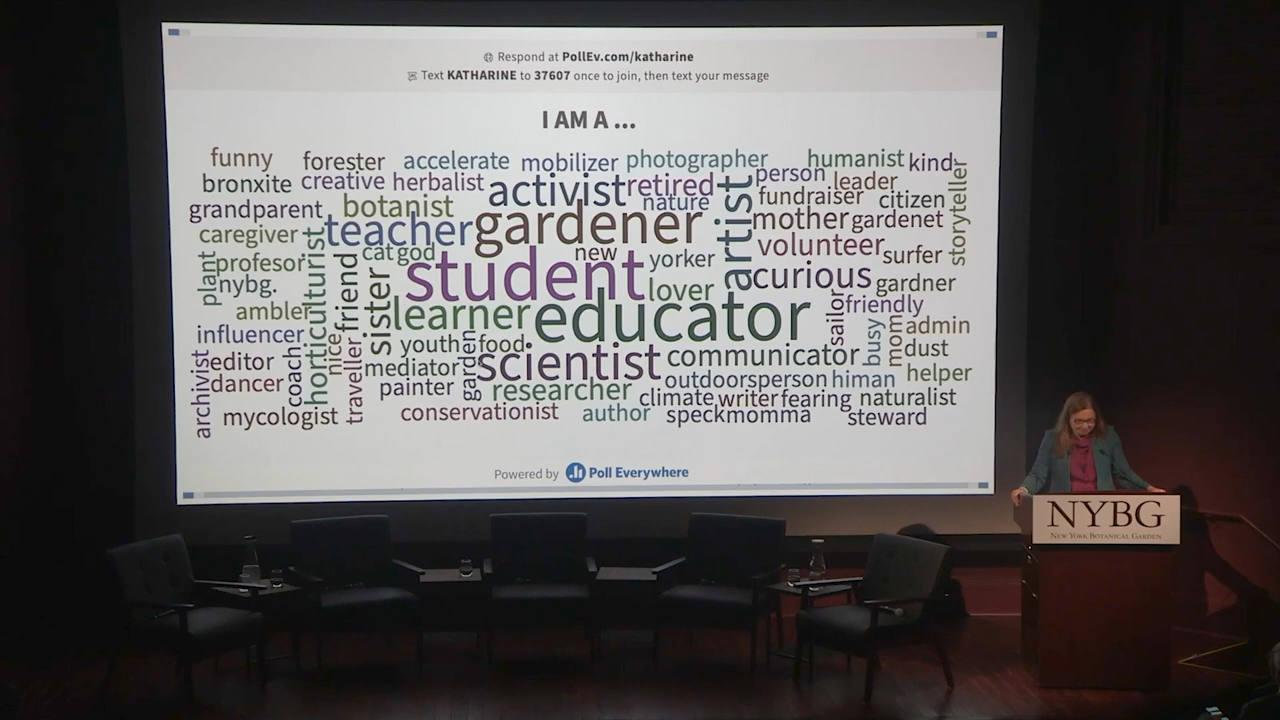 Respond at PollEv.com/katharine
Text KATHARINE to 37607 once to join, then text your message
I AM A ...
funny forester accelerate mobilizer photographer humanist kind
bronxite creative herbalist activist retired person leader storyteller
grandparent botanist nature artist fundraiser citizen
caregiver teacher gardener mother gardenet
horticulturist cat god new yorker volunteer surfer
plant profesor friend student curious
nybg. sister lover gardner
ambler learner educator sailor friendly
influencer youth food busy mom admin
archivist editor coach nice mediator scientist communicator dust
dancer traveller painter garden researcher outdoorsperson himan helper
climate writer fearing naturalist
mycologist conservationist author speck momma steward
Powered by Poll Everywhere
NYBG
NEW YORK BOTANICAL GARDEN